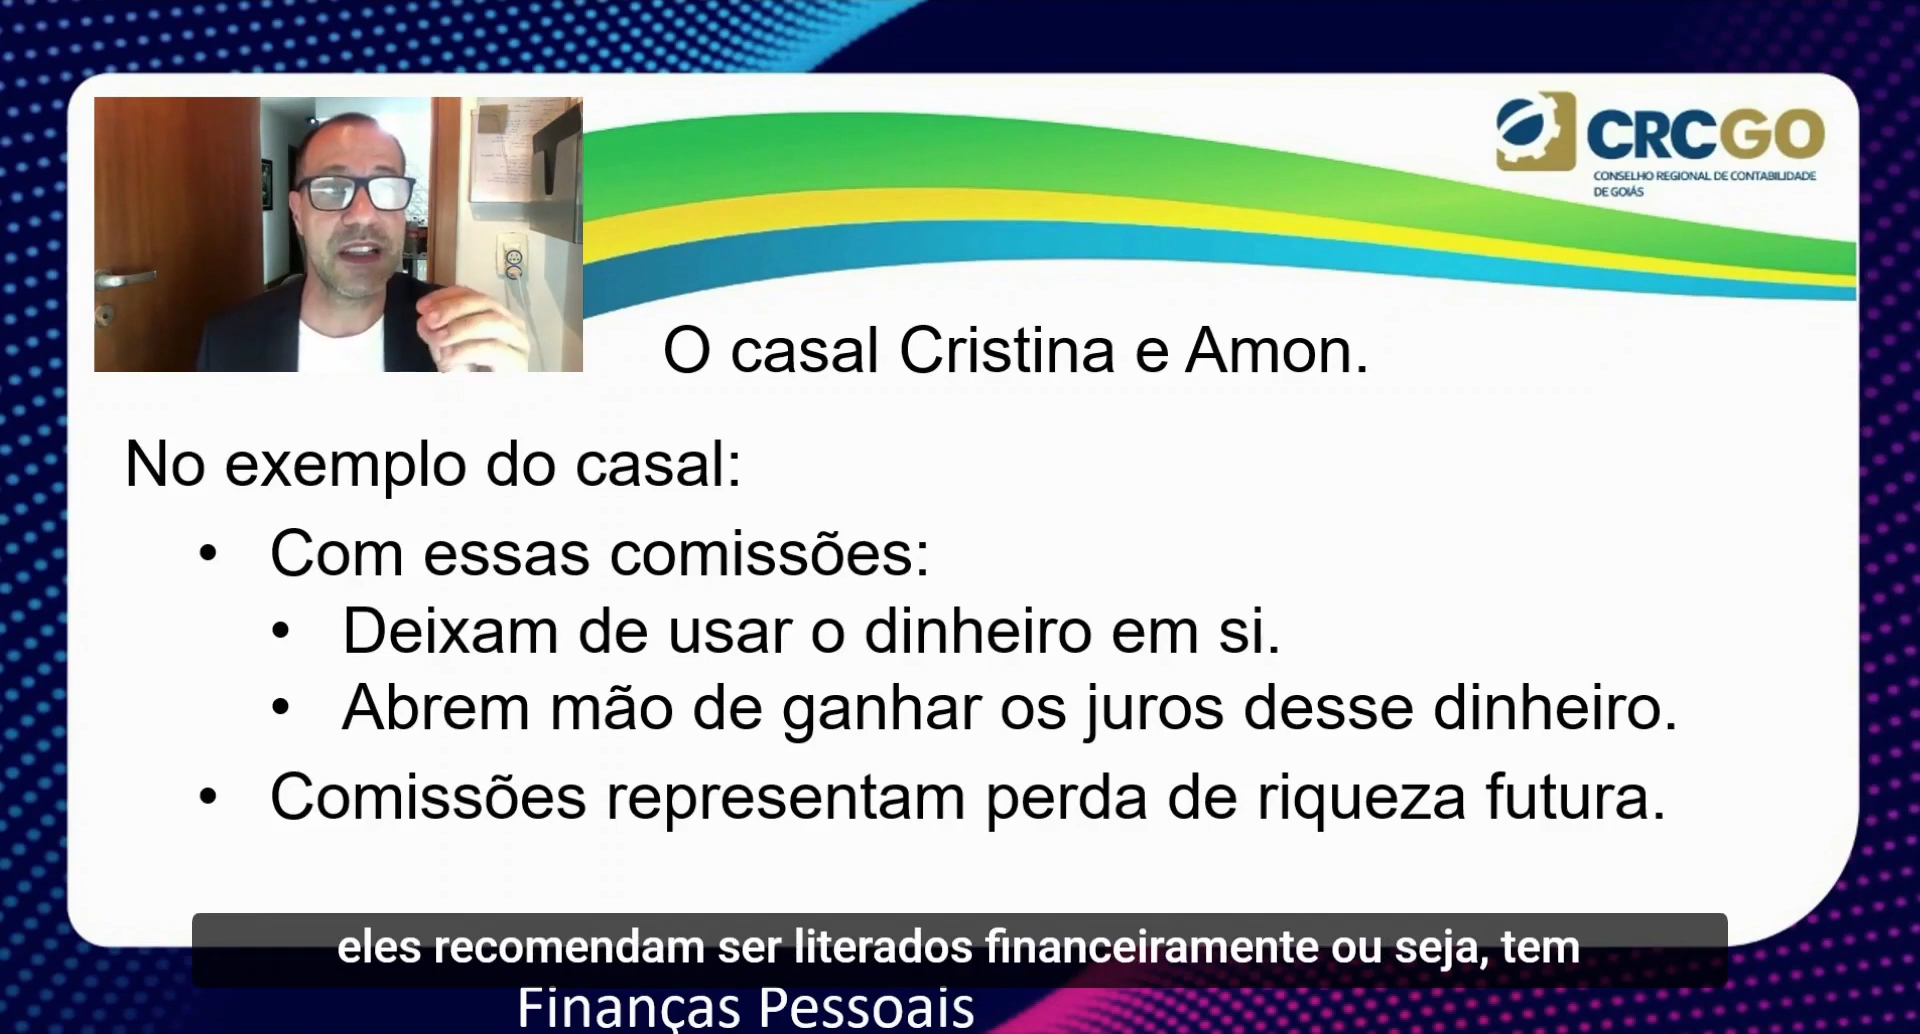 CRCGO
CONSELHO REGIONAL DE CONTABILIDADE
DE GOIÁS
O casal Cristina e Amon.
No exemplo do casal:
• Com essas comissões:
• Deixam de usar o dinheiro em si.
• Abrem mão de ganhar os juros desse dinheiro.
• Comissões representam perda de riqueza futura.
eles recomendam ser literados financeiramente ou seja, tem
Finanças Pessoais